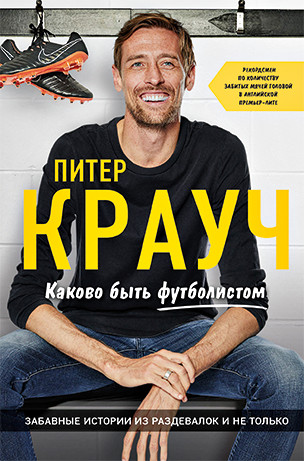 РЕКОРДСМЕН
ПО КОЛИЧЕСТВУ
ЗАБИТЫХ МЯЧЕЙ ГОЛОВОЙ
В АНГЛИЙСКОЙ
ПРЕМЬЕР-ЛИГЕ
ПИТЕР
КРАУЧ
Каково быть футболистом
ЗАБАВНЫЕ ИСТОРИИ ИЗ РАЗДЕВАЛОК И НЕ ТОЛЬКО